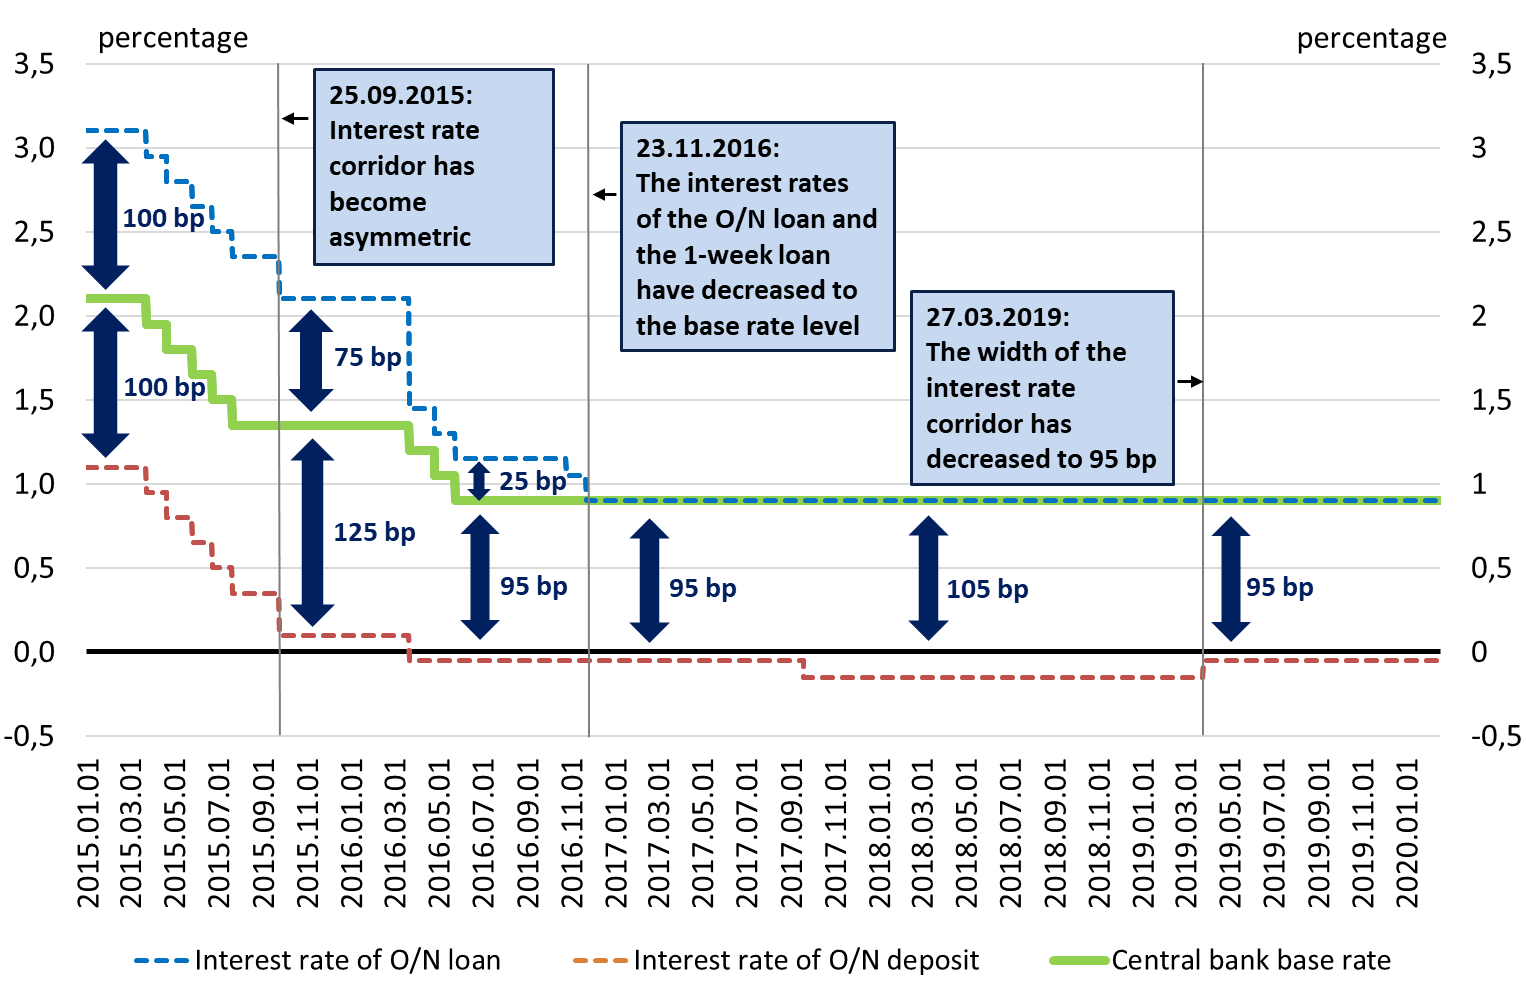 percentage
percentage
3,5
3,0
2,5
2,0
1,5
1,0
0,5
0,0
-0,5
3,5
3
2,5
2
1,5
1
0,5
0
-0,5
25.09.2015:
Interest rate
corridor has
become
asymmetric
23.11.2016:
The interest rates
of the O/N loan and
the 1-week loan
have decreased to
the base rate level
27.03.2019:
The width of the
interest rate
corridor has
decreased to 95 bp
100 bp
100 bp
75 bp
125 bp
25 bp
95 bp
95 bp
105 bp
95 bp
2015.01.01
2015.03.01
2015.05.01
2015.07.01
2015.09.01
2015.11.01
2016.01.01
2016.03.01
2016.05.01
2016.07.01
2016.09.01
2016.11.01
2017.01.01
2017.03.01
2017.05.01
2017.07.01
2017.09.01
2017.11.01
2018.01.01
2018.03.01
2018.05.01
2018.07.01
2018.09.01
2018.11.01
2019.01.01
2019.03.01
2019.05.01
2019.07.01
2019.09.01
2019.11.01
2020.01.01
Interest rate of O/N loan
Interest rate of O/N deposit
Central bank base rate